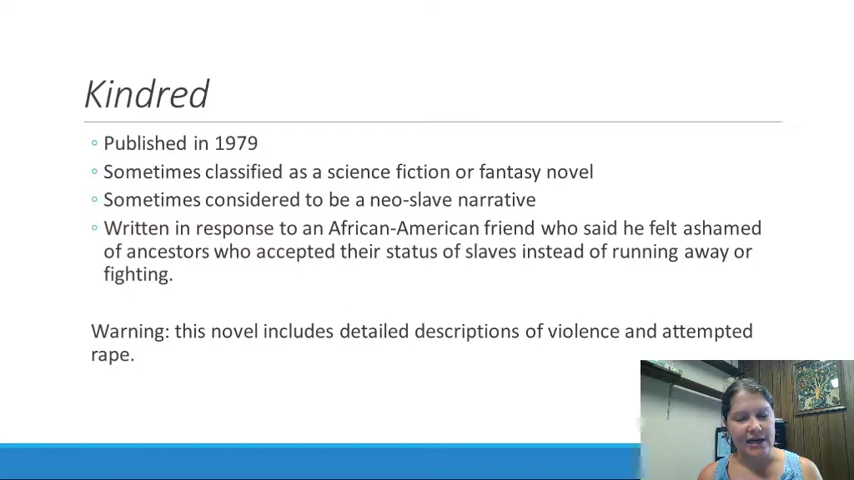 Kindred
Published in 1979
Sometimes classified as a science fiction or fantasy novel
Sometimes considered to be a neo-slave narrative
Written in response to an African-American friend who said he felt ashamed
of ancestors who accepted their status of slaves instead of running away or
fighting.
Warning: this novel includes detailed descriptions of violence and attempted
rape.